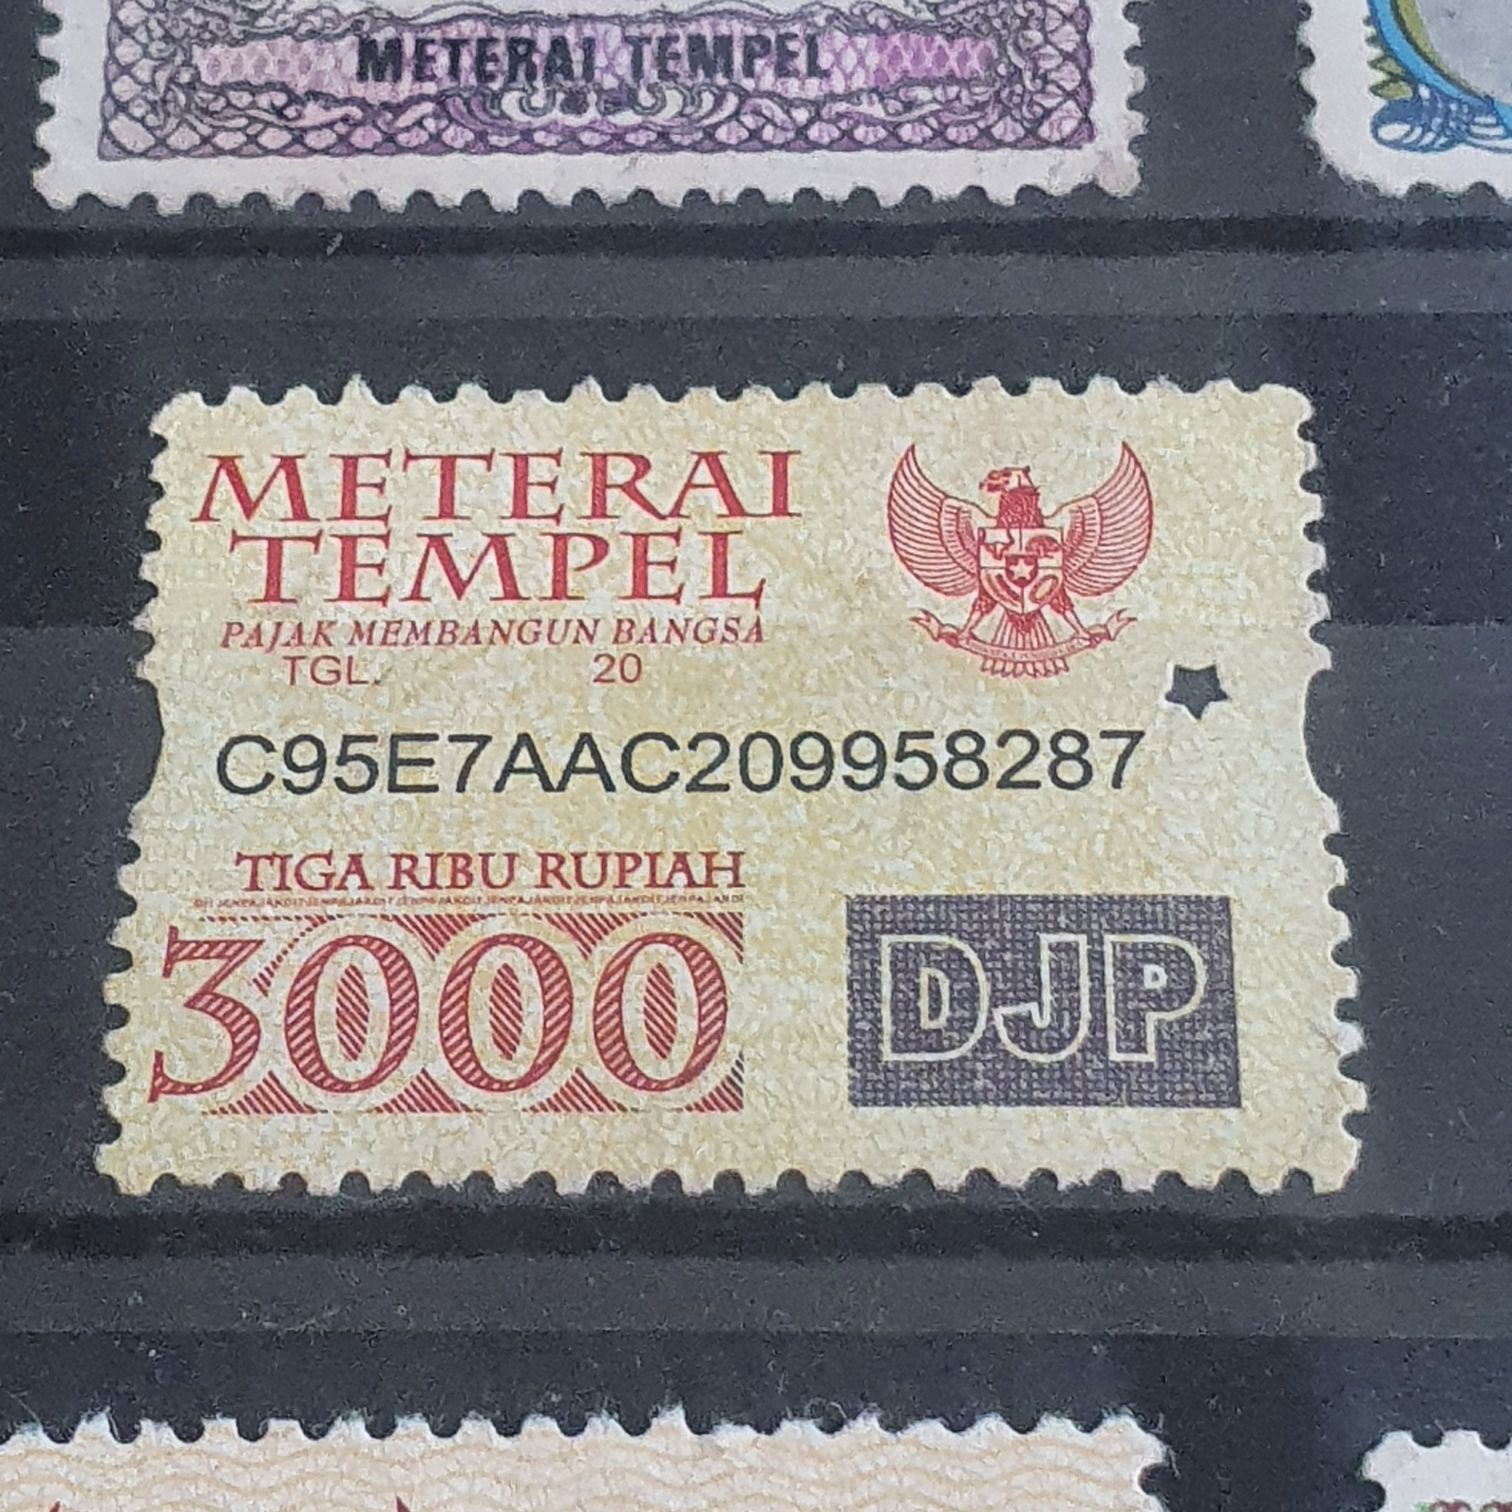 METERAI TEMPEL
METERAI
TEMPEL
PAJAK MEMBANGUN BANGSA
TGL. 20
C95E7AAC209958287
TIGA RIBU RUPIAH
3000
DJP